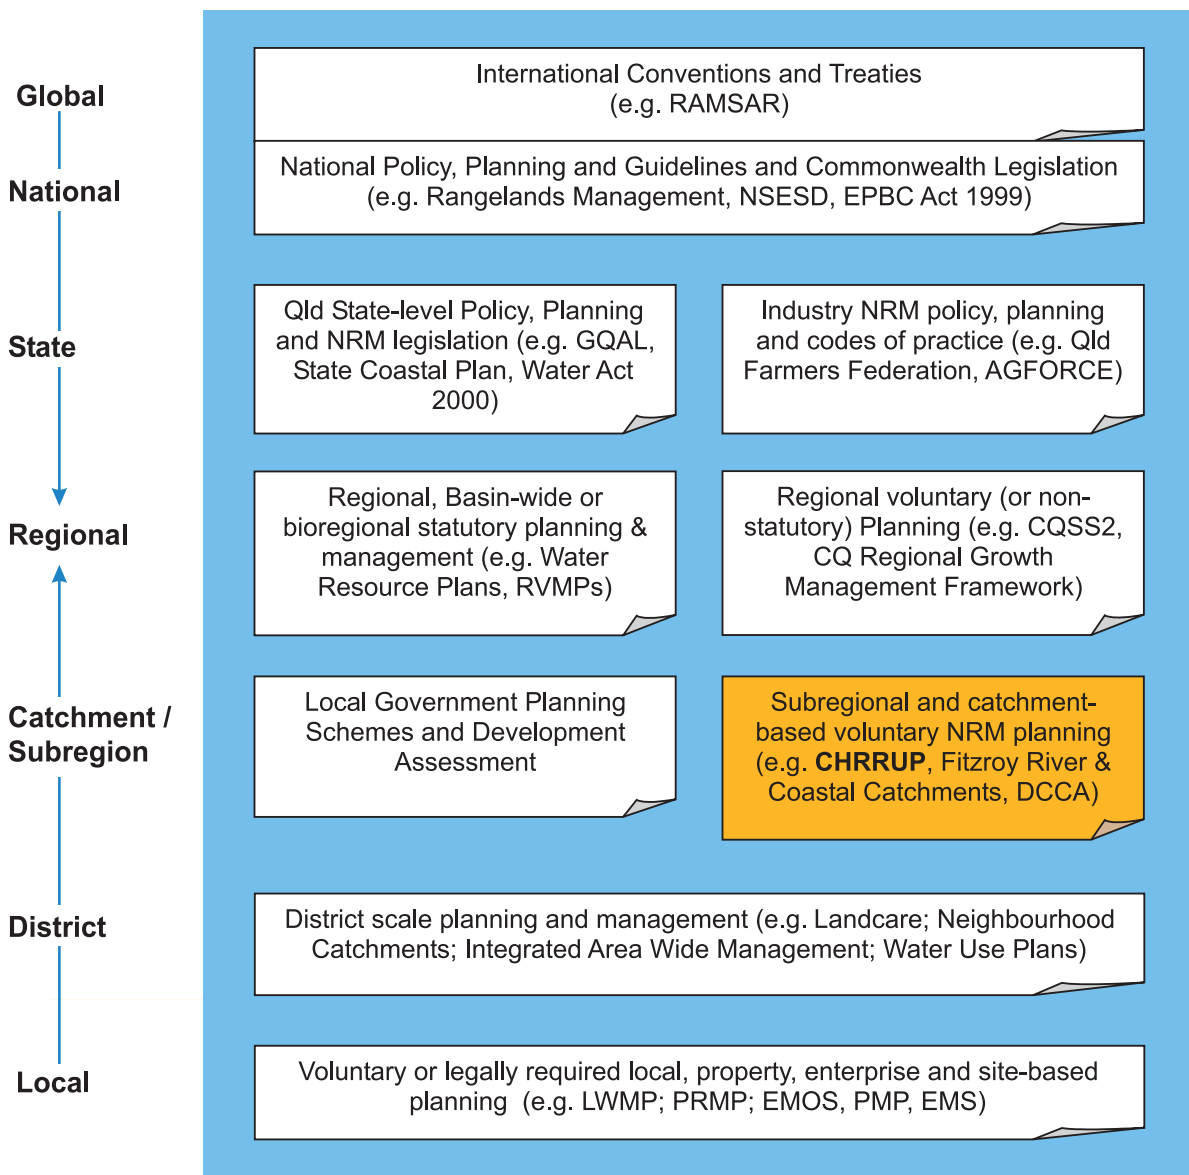 Global
International Conventions and Treaties
(e.g. RAMSAR)
National
National Policy, Planning and Guidelines and Commonwealth Legislation
(e.g. Rangelands Management, NSESD, EPBC Act 1999)
State
Qld State-level Policy, Planning
and NRM legislation (e.g. GQAL,
State Coastal Plan, Water Act
2000)
Industry NRM policy, planning
and codes of practice (e.g. Qld
Farmers Federation, AGFORCE)
Regional
Regional, Basin-wide or
bioregional statutory planning &
management (e.g. Water
Resource Plans, RVMPs)
Regional voluntary (or non-
statutory) Planning (e.g. CQSS2,
CQ Regional Growth
Management Framework)
Catchment /
Subregion
Local Government Planning
Schemes and Development
Assessment
Subregional and catchment-
based voluntary NRM planning
(e.g. CHRRUP, Fitzroy River &
Coastal Catchments, DCCA)
District
District scale planning and management (e.g. Landcare; Neighbourhood
Catchments; Integrated Area Wide Management; Water Use Plans)
Local
Voluntary or legally required local, property, enterprise and site-based
planning (e.g. LWMP; PRMP; EMOS, PMP, EMS)